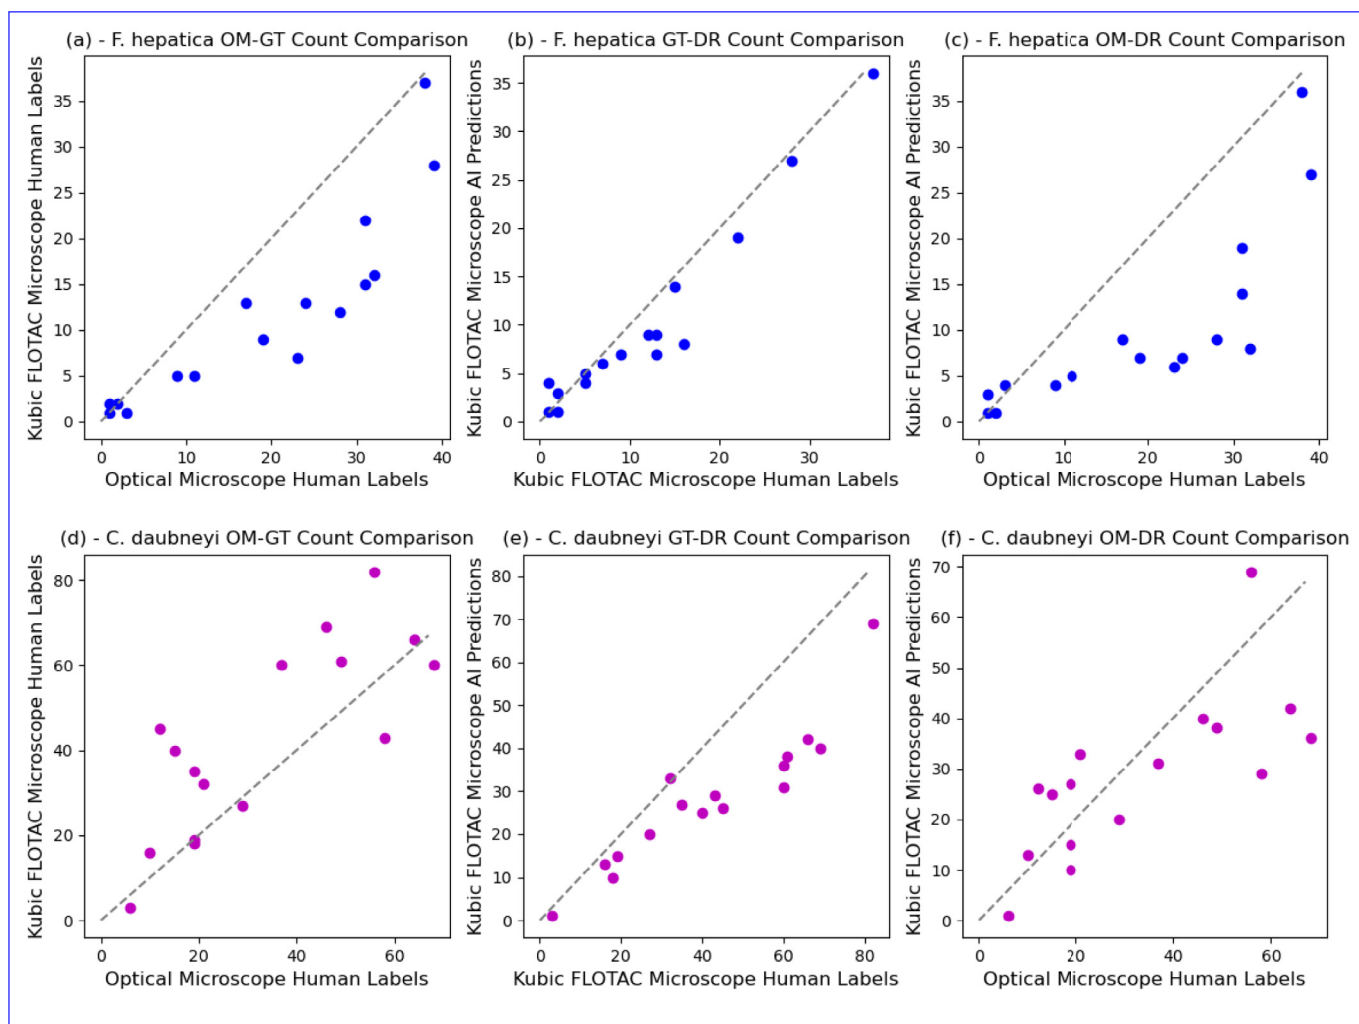 (a) - F. hepatica OM-GT Count Comparison
Kubic FLOTAC Microscope Human Labels
35
30
25
20
15
10
5
0
0 10 20 30 40
Optical Microscope Human Labels
(b) - F. hepatica GT-DR Count Comparison
Kubic FLOTAC Microscope AI Predictions
35
30
25
20
15
10
5
0
0 10 20 30
Kubic FLOTAC Microscope Human Labels
(c) - F. hepatica OM-DR Count Comparison
Kubic FLOTAC Microscope AI Predictions
35
30
25
20
15
10
5
0
0 10 20 30 40
Optical Microscope Human Labels
(d) - C. daubneyi OM-GT Count Comparison
Kubic FLOTAC Microscope Human Labels
80
60
40
20
0
0 20 40 60
Optical Microscope Human Labels
(e) - C. daubneyi GT-DR Count Comparison
Kubic FLOTAC Microscope AI Predictions
80
70
60
50
40
30
20
10
0
0 20 40 60 80
Kubic FLOTAC Microscope Human Labels
(f) - C. daubneyi OM-DR Count Comparison
Kubic FLOTAC Microscope AI Predictions
70
60
50
40
30
20
10
0
0 20 40 60
Optical Microscope Human Labels